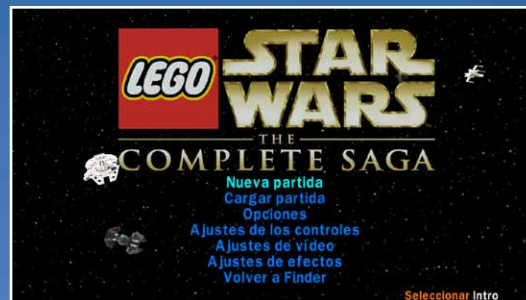 LEGO
STAR
WARS
THE
COMPLETE SAGA
Nueva partida
Cargar partida
Opciones
Ajustes de los controles
Ajustes de vídeo
Ajustes de efectos
Volver a Finder
Seleccionar Intro